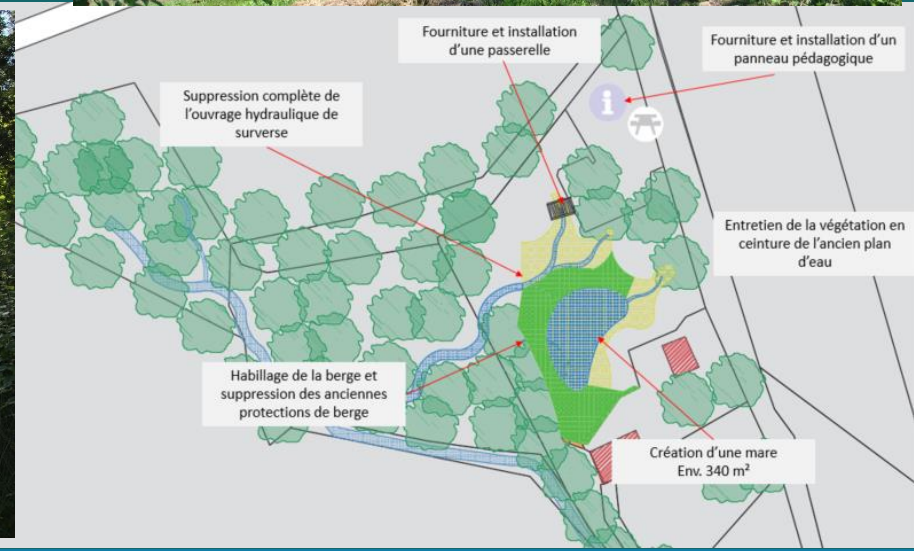 Fourniture et installation
d'une passerelle
Fourniture et installation d'un
panneau pédagogique
Suppression complète de
l'ouvrage hydraulique de
surverse
i
Entretien de la végétation en
ceinture de l'ancien plan
d'eau
Habillage de la berge et
suppression des anciennes
protections de berge
Création d'une mare
Env. 340 m²